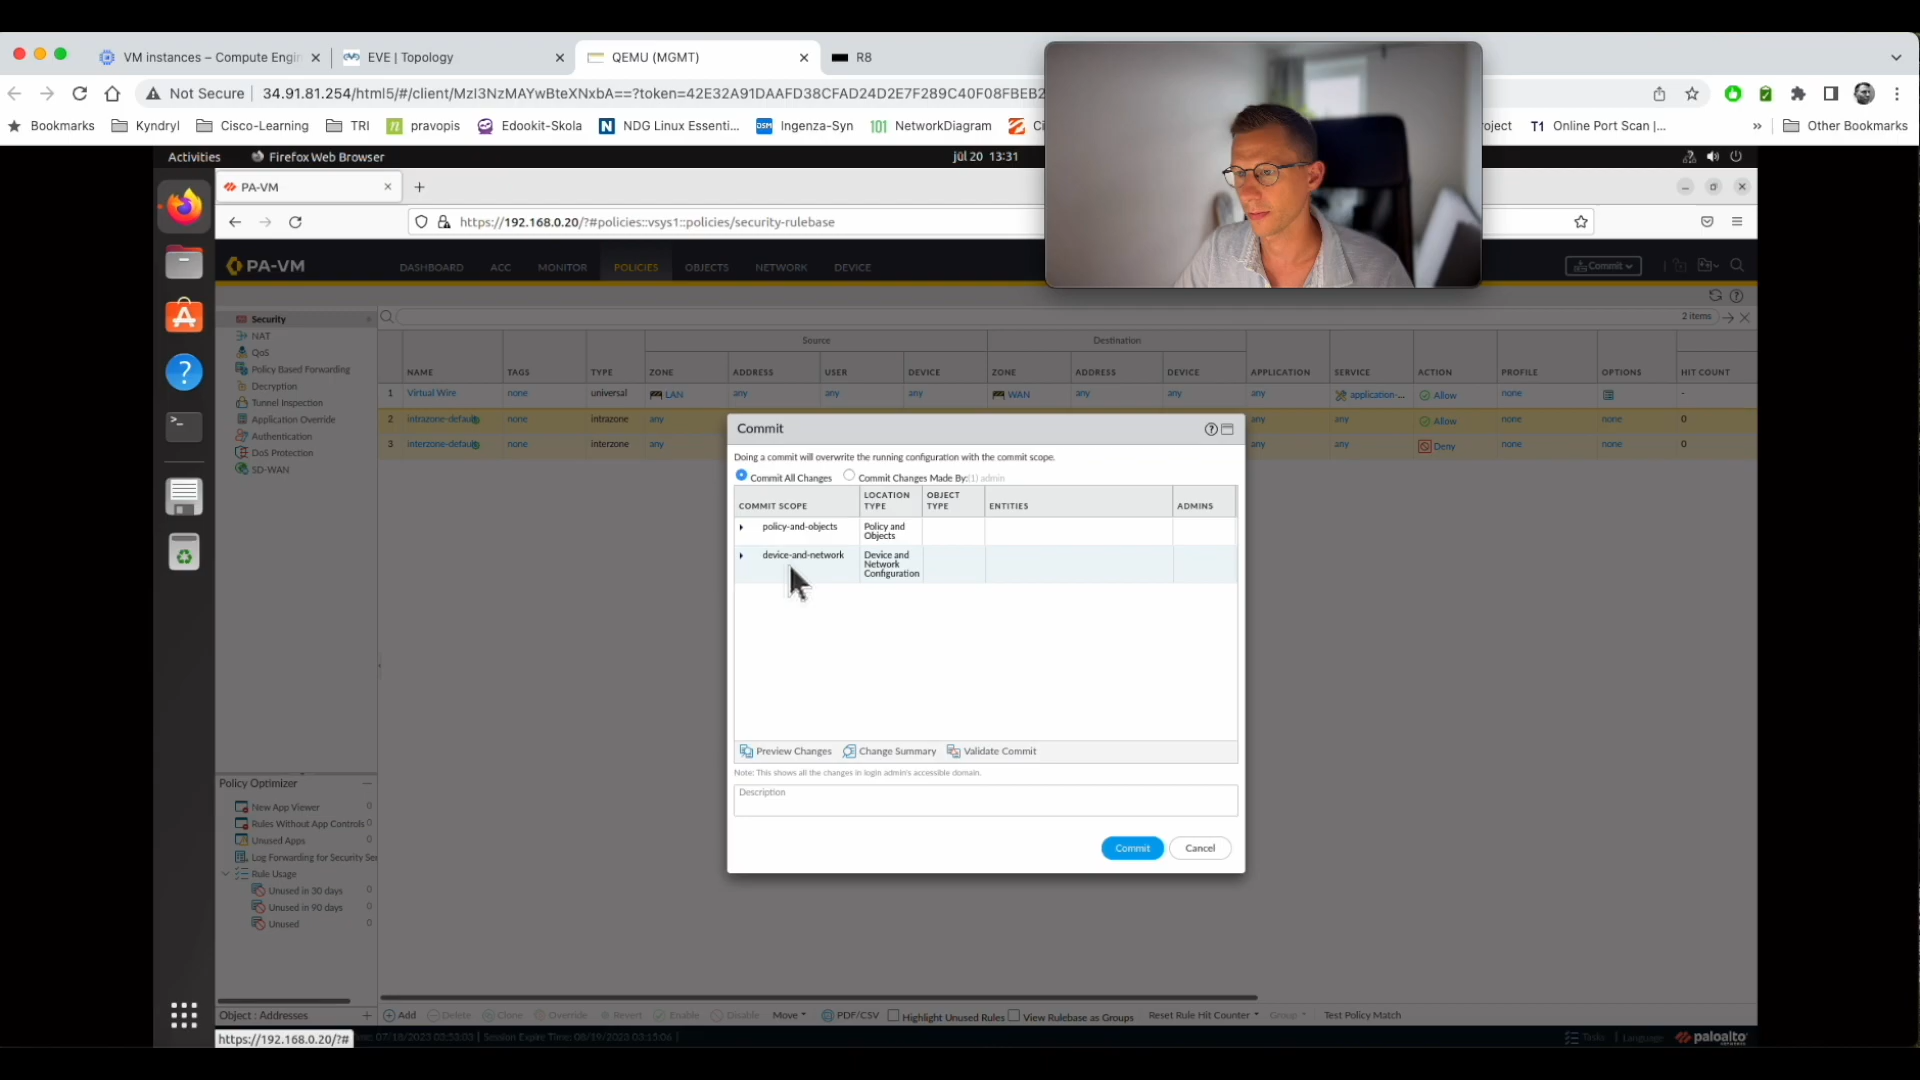 VM instances – Compute Engin
EVE | Topology
QEMU (MGMT)
R8
Not Secure
34.91.81.254/html5/#/client/MzI3NzMAYwBteXNxbA==?token=42E32A91DAAFD38CFAD24D2E7F289C40F08FBEB2
Bookmarks
Kyndryl
Cisco-Learning
TRI
pravopis
Edookit-Skola
NDG Linux Essenti...
Ingenza-Syn
101 NetworkDiagram
Ci
oject
T1 Online Port Scan |...
»
Other Bookmarks
Activities
Firefox Web Browser
júl 20 13:31
PA-VM
https://192.168.0.20/?#policies::vsys1::policies/security-rulebase
PA-VM
DASHBOARD
ACC
MONITOR
POLICIES
OBJECTS
NETWORK
DEVICE
Commit
Security
NAT
QoS
Policy Based Forwarding
Decryption
Tunnel Inspection
Application Override
Authentication
DoS Protection
SD-WAN
2 items
Source
Destination
NAME TAGS TYPE ZONE ADDRESS USER DEVICE ZONE ADDRESS DEVICE APPLICATION SERVICE ACTION PROFILE OPTIONS HIT COUNT
1 Virtual Wire none universal LAN any any any WAN any any any application-... Allow none -
2 intrazone-default none intrazone any any any Allow none none 0
3 interzone-default none interzone any any any Deny none none 0
Commit
Doing a commit will overwrite the running configuration with the commit scope.
Commit All Changes
Commit Changes Made By:(1) admin
COMMIT SCOPE
LOCATION TYPE
OBJECT TYPE
ENTITIES
ADMINS
policy-and-objects
Policy and
Objects
device-and-network
Device and
Network
Configuration
Preview Changes
Change Summary
Validate Commit
Note: This shows all the changes in login admin's accessible domain.
Description
Commit
Cancel
Policy Optimizer
New App Viewer 0
Rules Without App Controls 0
Unused Apps 0
Log Forwarding for Security Ser
Rule Usage
Unused in 30 days 0
Unused in 90 days 0
Unused 0
Object : Addresses
Add
Delete
Clone
Override
Revert
Enable
Disable
Move
PDF/CSV
Highlight Unused Rules
View Rulebase as Groups
Reset Rule Hit Counter
Group
Test Policy Match
https://192.168.0.20/?#
07/18/2023 03:53:03 | Session Expire Time: 08/19/2023 03:15:06 |
Tasks | Language
paloalto